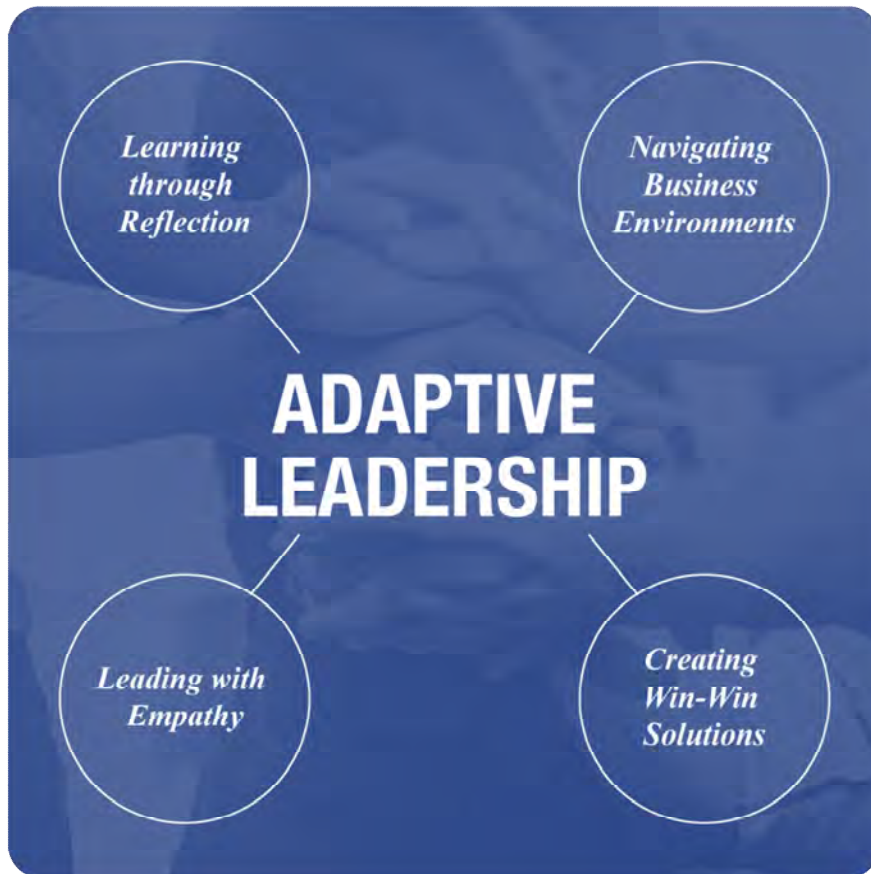 Learning
through
Reflection
Navigating
Business
Environments
ADAPTIVE
LEADERSHIP
Leading with
Empathy
Creating
Win-Win
Solutions